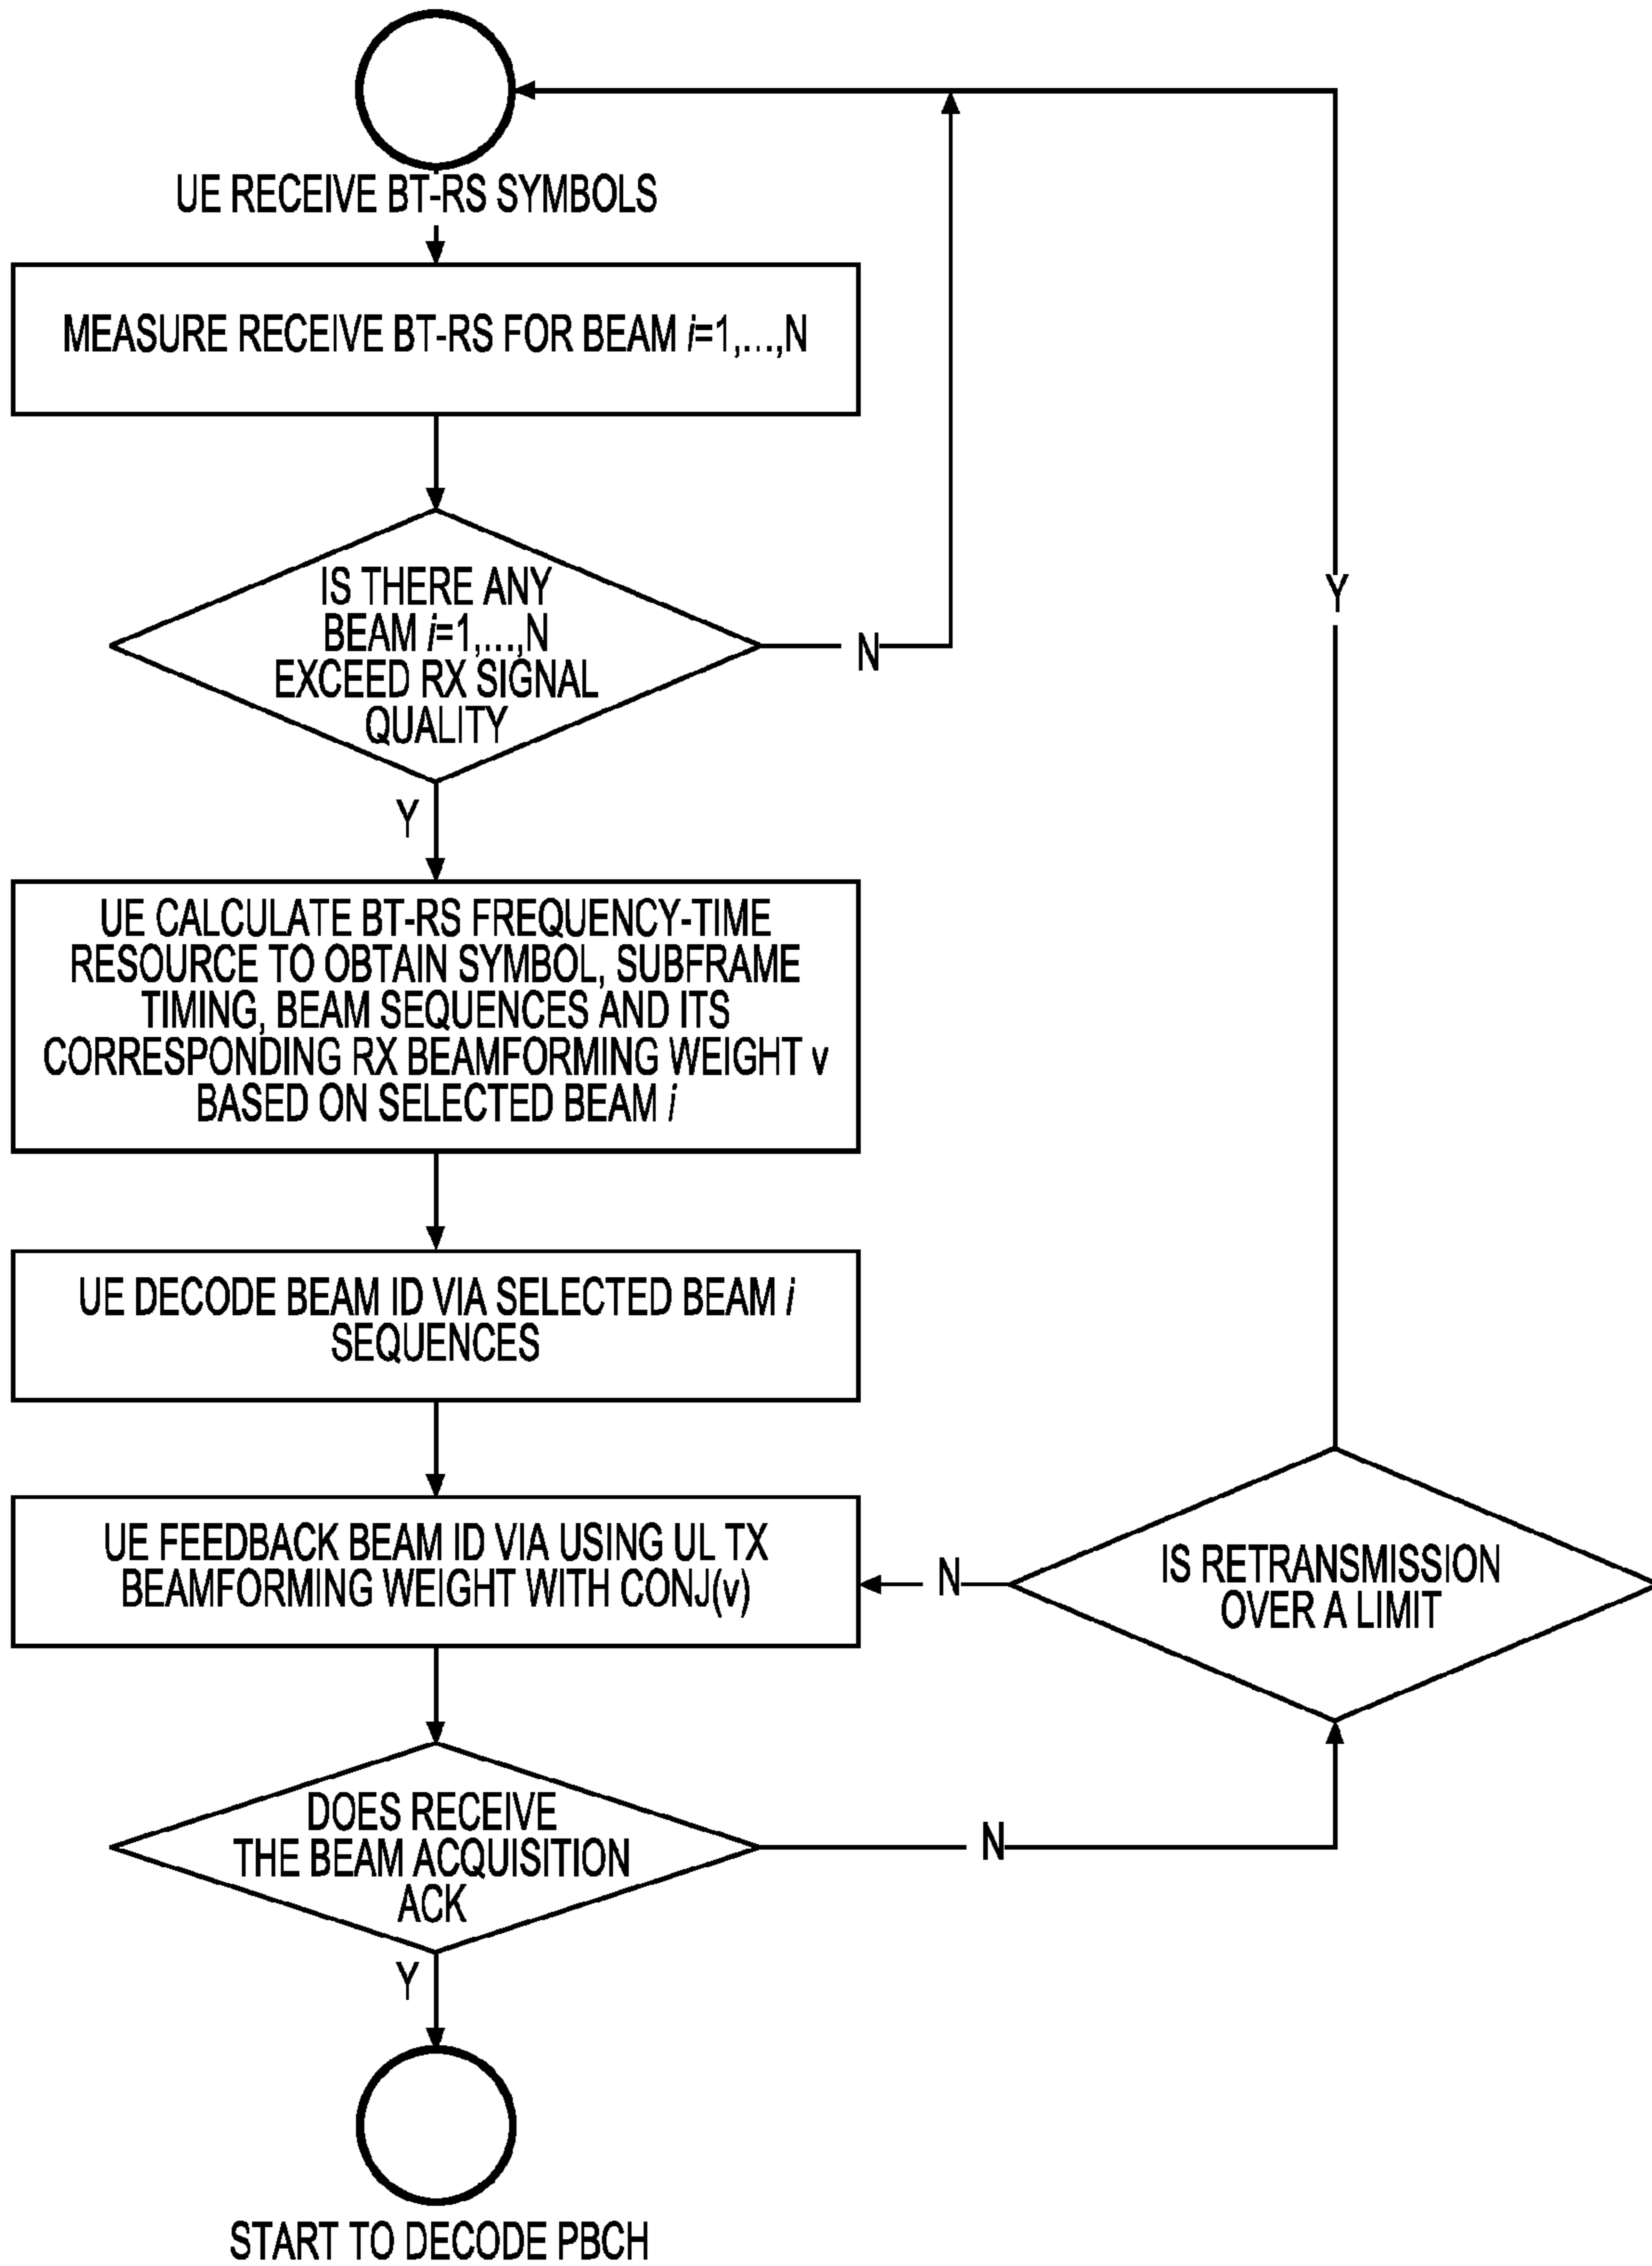 UE RECEIVE BT-RS SYMBOLS
MEASURE RECEIVE BT-RS FOR BEAM i=1,...,N
IS THERE ANY
BEAM i=1,...,N
EXCEED RX SIGNAL
QUALITY
N
Y
Y
UE CALCULATE BT-RS FREQUENCY-TIME
RESOURCE TO OBTAIN SYMBOL, SUBFRAME
TIMING, BEAM SEQUENCES AND ITS
CORRESPONDING RX BEAMFORMING WEIGHT v
BASED ON SELECTED BEAM i
UE DECODE BEAM ID VIA SELECTED BEAM i
SEQUENCES
UE FEEDBACK BEAM ID VIA USING UL TX
BEAMFORMING WEIGHT WITH CONJ(v)
N
IS RETRANSMISSION
OVER A LIMIT
DOES RECEIVE
THE BEAM ACQUISITION
ACK
N
Y
START TO DECODE PBCH